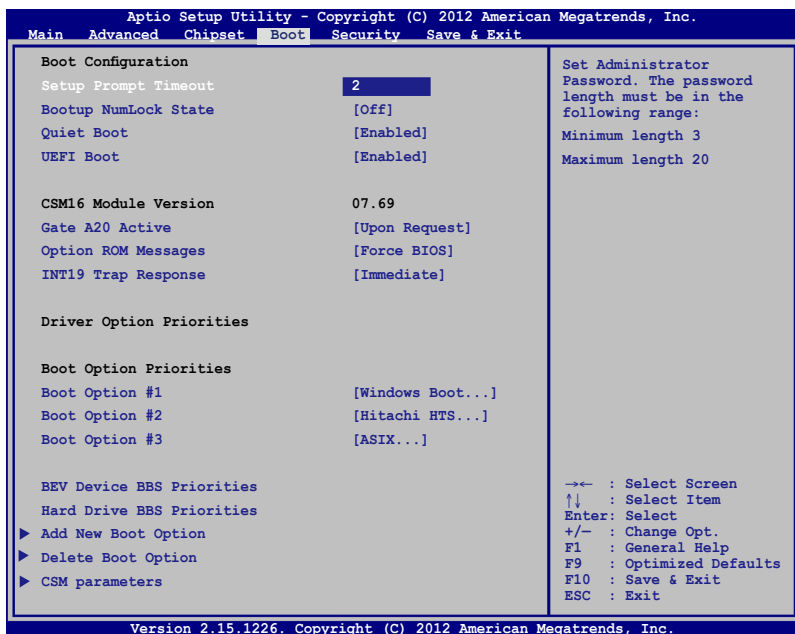 Aptio Setup Utility - Copyright (C) 2012 American Megatrends, Inc.
Main Advanced Chipset Boot Security Save & Exit
Boot Configuration
Setup Prompt Timeout 2
Bootup NumLock State [Off]
Quiet Boot [Enabled]
UEFI Boot [Enabled]
CSM16 Module Version 07.69
Gate A20 Active [Upon Request]
Option ROM Messages [Force BIOS]
INT19 Trap Response [Immediate]
Driver Option Priorities
Boot Option Priorities
Boot Option #1 [Windows Boot...]
Boot Option #2 [Hitachi HTS...]
Boot Option #3 [ASIX...]
BEV Device BBS Priorities
Hard Drive BBS Priorities
Add New Boot Option
Delete Boot Option
CSM parameters
Set Administrator
Password. The password
length must be in the
following range:
Minimum length 3
Maximum length 20
→← : Select Screen
↑↓ : Select Item
Enter: Select
+/— : Change Opt.
F1 : General Help
F9 : Optimized Defaults
F10 : Save & Exit
ESC : Exit
Version 2.15.1226. Copyright (C) 2012 American Megatrends, Inc.